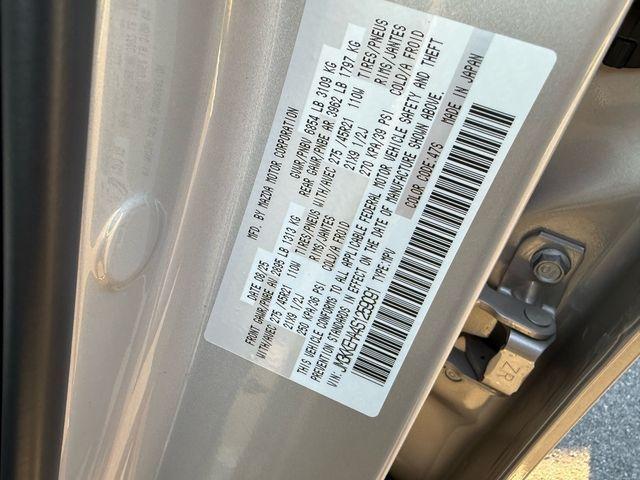 MFD. BY MAZDA MOTOR CORPORATION
DATE: 08/25 GVWR/PNBV 6854 LB 3109 KG
FRONT GAWR/PNBE AV 2895 LB 1313 KG REAR GAWR/PNBE AR 3962 LB 1797 KG
WITH/AVEC 275 /45R21 110W TIRES/PNEUS WITH/AVEC 275 /45R21 110W TIRES/PNEUS
21X9 1/2J RIMS/JANTES 21X9 1/2J RIMS/JANTES
250 KPA/36 PSI COLD/A FROID 270 KPA/39 PSI COLD/A FROID
THIS VEHICLE CONFORMS TO ALL APPLICABLE FEDERAL MOTOR VEHICLE SAFETY AND THEFT
PREVENTION STANDARDS IN EFFECT ON THE DATE OF MANUFACTURE SHOWN ABOVE.
VIN: TYPE:MPV COLOR CODE:47S MADE IN JAPAN
ZR